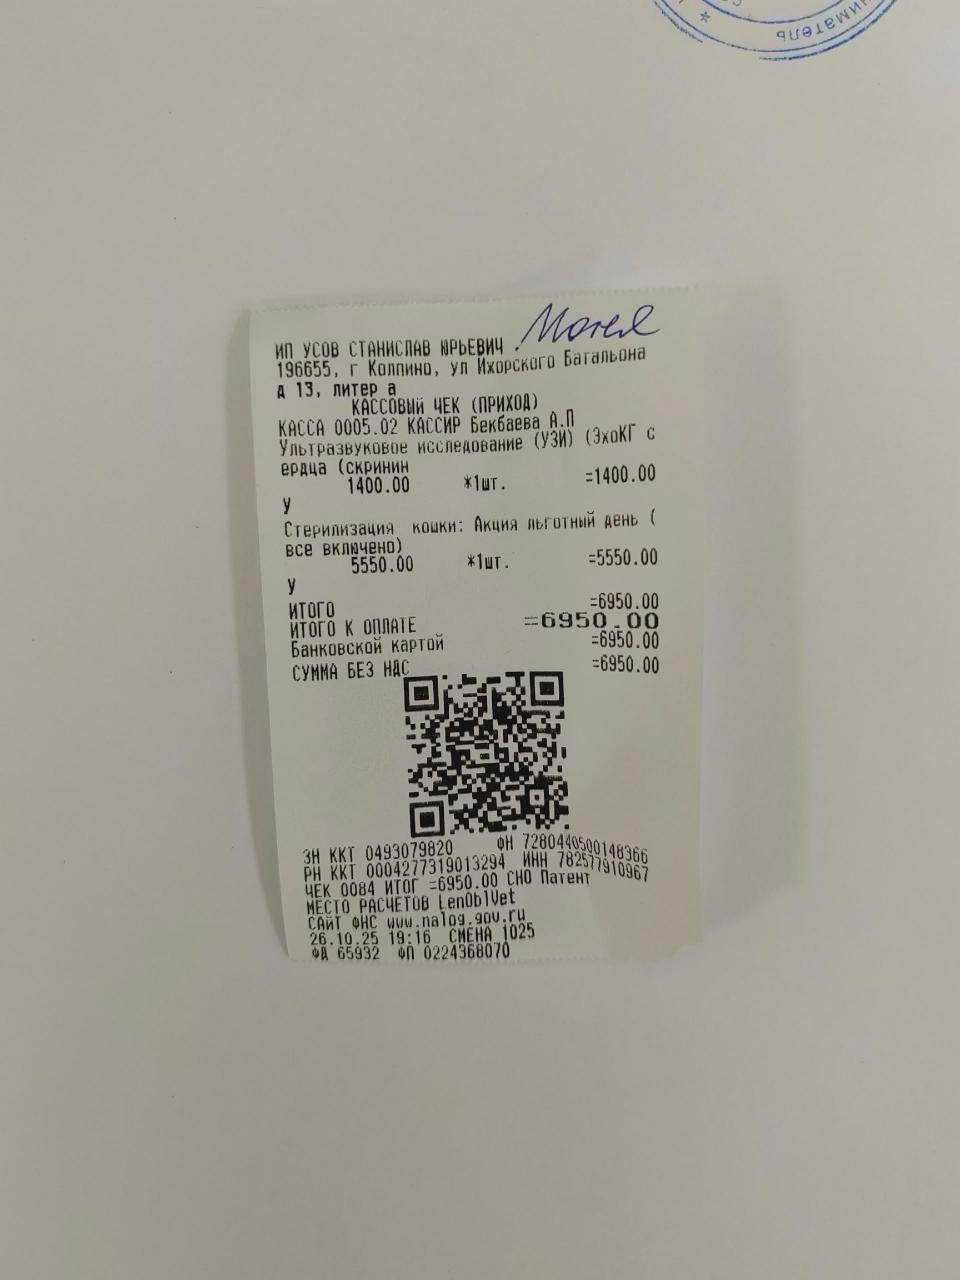 ниматель
ИП УСОВ СТАНИСЛАВ ЮРЬЕВИЧ
196655, г Колпино, ул Ижорского Батальона
д 13, литер а
КАССОВЫЙ ЧЕК (ПРИХОД)
КАССА 0005.02 КАССИР Бекбаева А.П
Ультразвуковое исследование (УЗИ) (ЭхоКГ с
ердца (скринин
1400.00 *1шт. =1400.00
У
Стерилизация кошки: Акция льготный день (
все включено)
5550.00 *1шт. =5550.00
У
ИТОГО =6950.00
ИТОГО К ОПЛАТЕ =6950.00
Банковской картой =6950.00
СУММА БЕЗ НДС =6950.00
ЗН ККТ 0493079820 ФН 7280440500148366
РН ККТ 0004277319013294 ИНН 782577910967
ЧЕК 0084 ИТОГ =6950.00 СНО Патент
МЕСТО РАСЧЕТОВ LenOblVet
САЙТ ФНС www.nalog.gov.ru
26.10.25 19:16 СМЕНА 1025
ФД 65932 ФП 0224368070